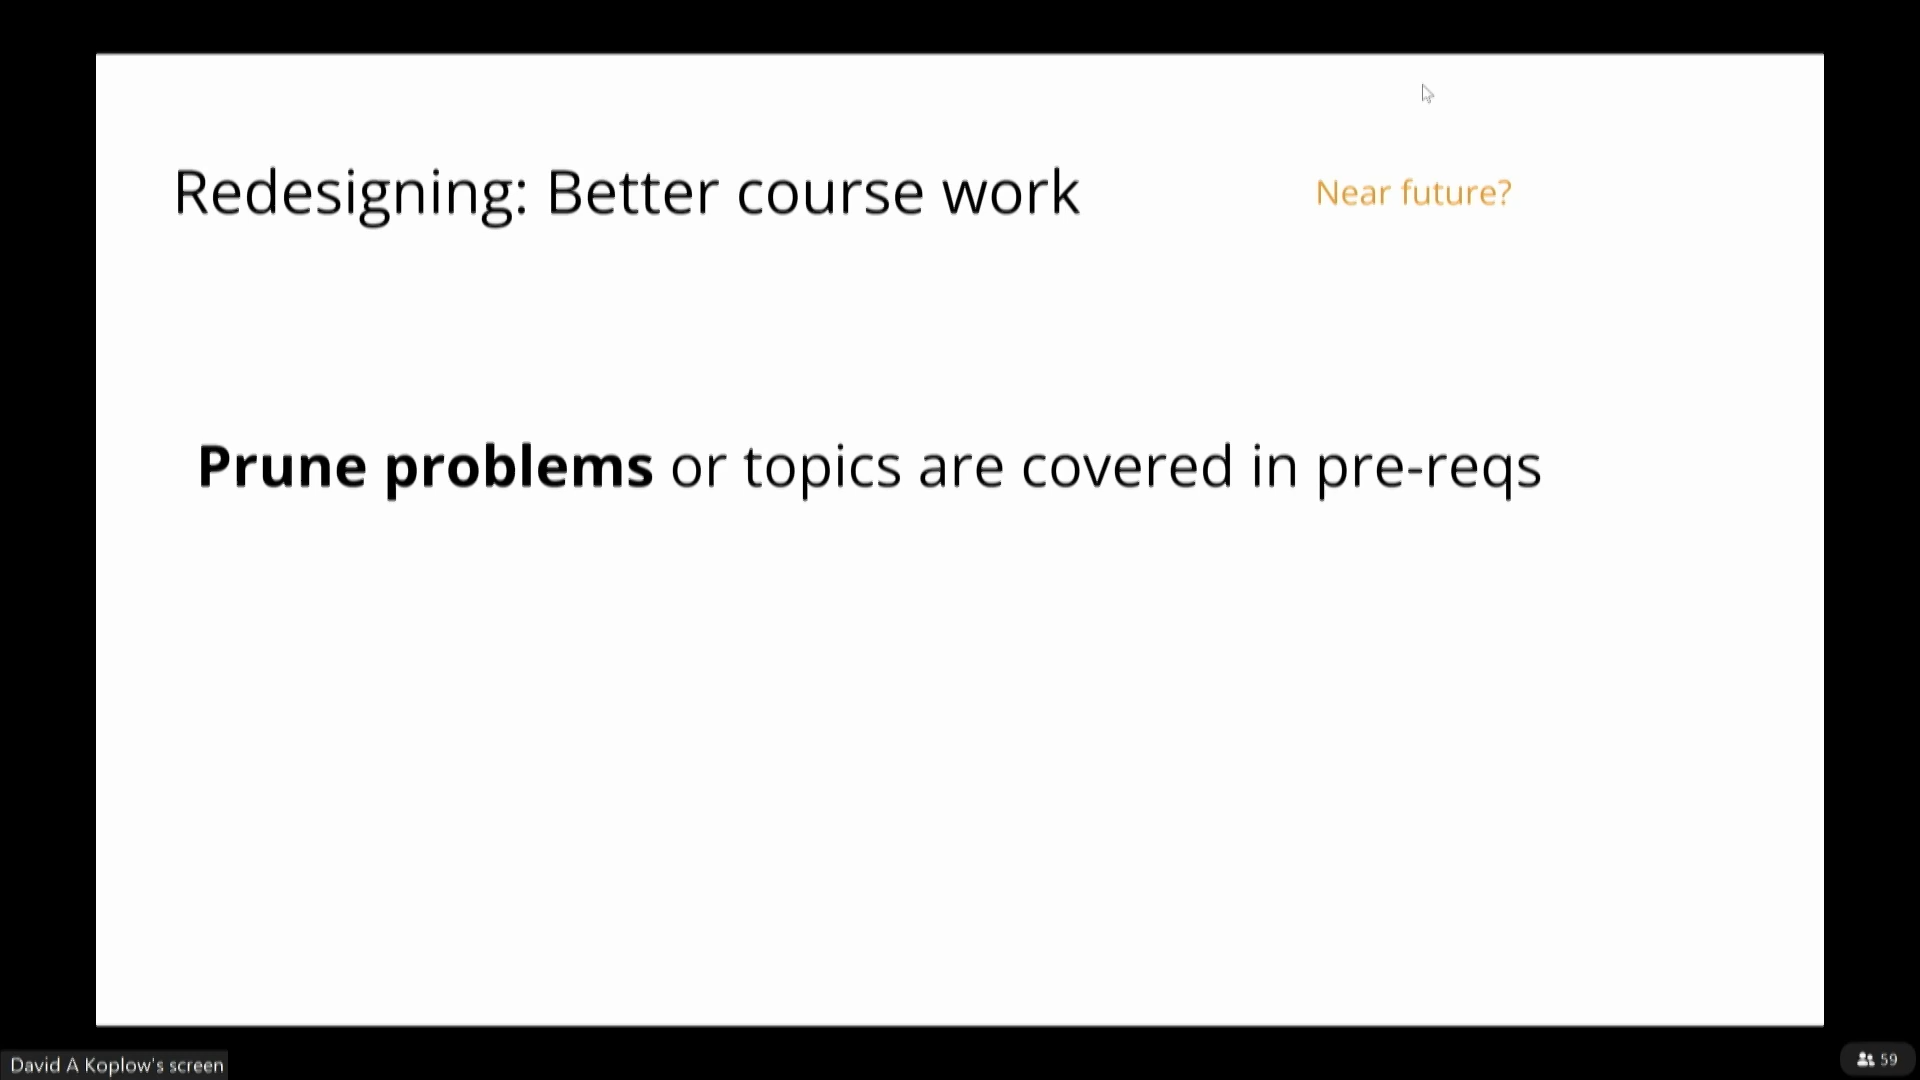 Redesigning: Better course work
Near future?
Prune problems or topics are covered in pre-reqs
David A Koplow's screen
59